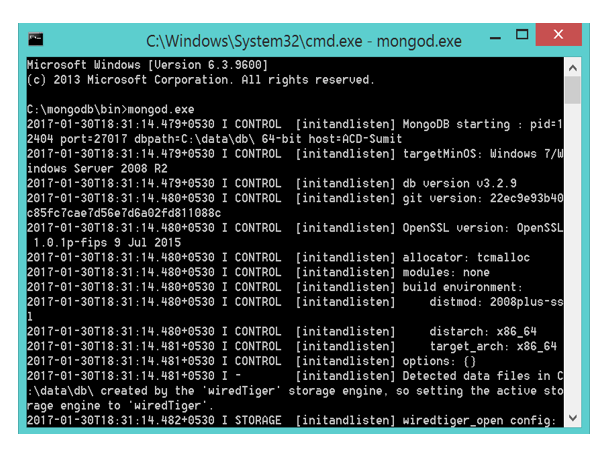 C:\Windows\System32\cmd.exe - mongod.exe
Microsoft Windows [Version 6.3.9600]
(c) 2013 Microsoft Corporation. All rights reserved.
C:\mongodb\bin>mongod.exe
2017-01-30T18:31:14.479+0530 I CONTROL  [initandlisten] MongoDB starting : pid=1
2404 port=27017 dbpath=C:\data\db\ 64-bit host=ACD-Sumit
2017-01-30T18:31:14.479+0530 I CONTROL  [initandlisten] targetMinOS: Windows 7/W
indows Server 2008 R2
2017-01-30T18:31:14.479+0530 I CONTROL  [initandlisten] db version v3.2.9
2017-01-30T18:31:14.480+0530 I CONTROL  [initandlisten] git version: 22ec9e93b40
c85fc7cae7d56e7d6a02fd811088c
2017-01-30T18:31:14.480+0530 I CONTROL  [initandlisten] OpenSSL version: OpenSSL
 1.0.1p-fips 9 Jul 2015
2017-01-30T18:31:14.480+0530 I CONTROL  [initandlisten] allocator: tcmalloc
2017-01-30T18:31:14.480+0530 I CONTROL  [initandlisten] modules: none
2017-01-30T18:31:14.480+0530 I CONTROL  [initandlisten] build environment:
2017-01-30T18:31:14.480+0530 I CONTROL  [initandlisten]     distmod: 2008plus-ss
l
2017-01-30T18:31:14.480+0530 I CONTROL  [initandlisten]     distarch: x86_64
2017-01-30T18:31:14.481+0530 I CONTROL  [initandlisten]     target_arch: x86_64
2017-01-30T18:31:14.481+0530 I CONTROL  [initandlisten] options: {}
2017-01-30T18:31:14.481+0530 I -        [initandlisten] Detected data files in C
:\data\db\ created by the 'wiredTiger' storage engine, so setting the active sto
rage engine to 'wiredTiger'.
2017-01-30T18:31:14.482+0530 I STORAGE  [initandlisten] wiredtiger_open config: